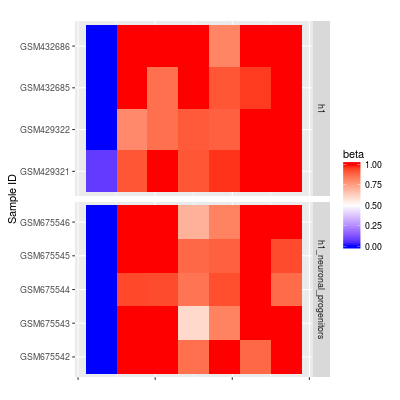 Sample ID
GSM432686
GSM432685
GSM429322
GSM429321
h1
GSM675546
GSM675545
GSM675544
GSM675543
GSM675542
h1_neuronal_progenitors
beta
1.00
0.75
0.50
0.25
0.00